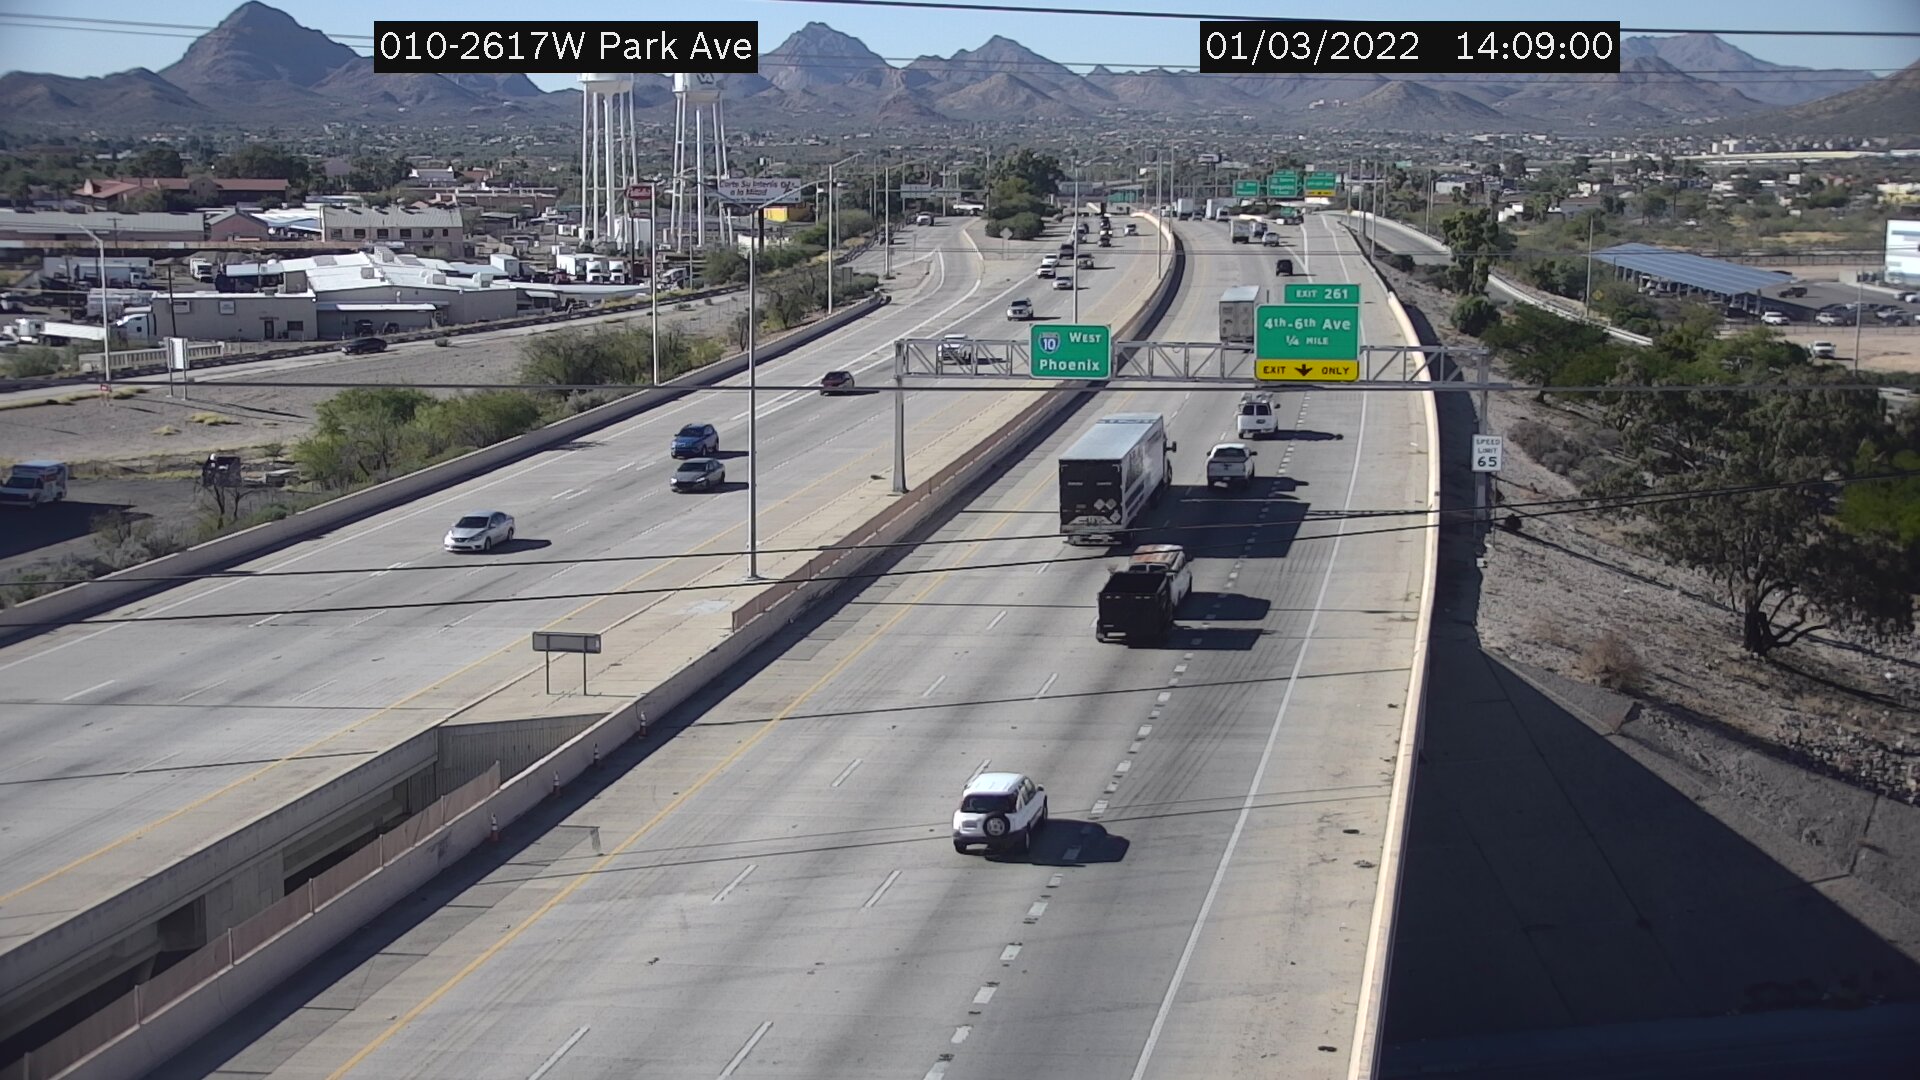 010-2617W Park Ave
01/03/2022 14:09:00
VA
EXIT 261
4th-6th Ave
1/4 MILE
EXIT ONLY
10 WEST
Phoenix
SPEED
LIMIT
65